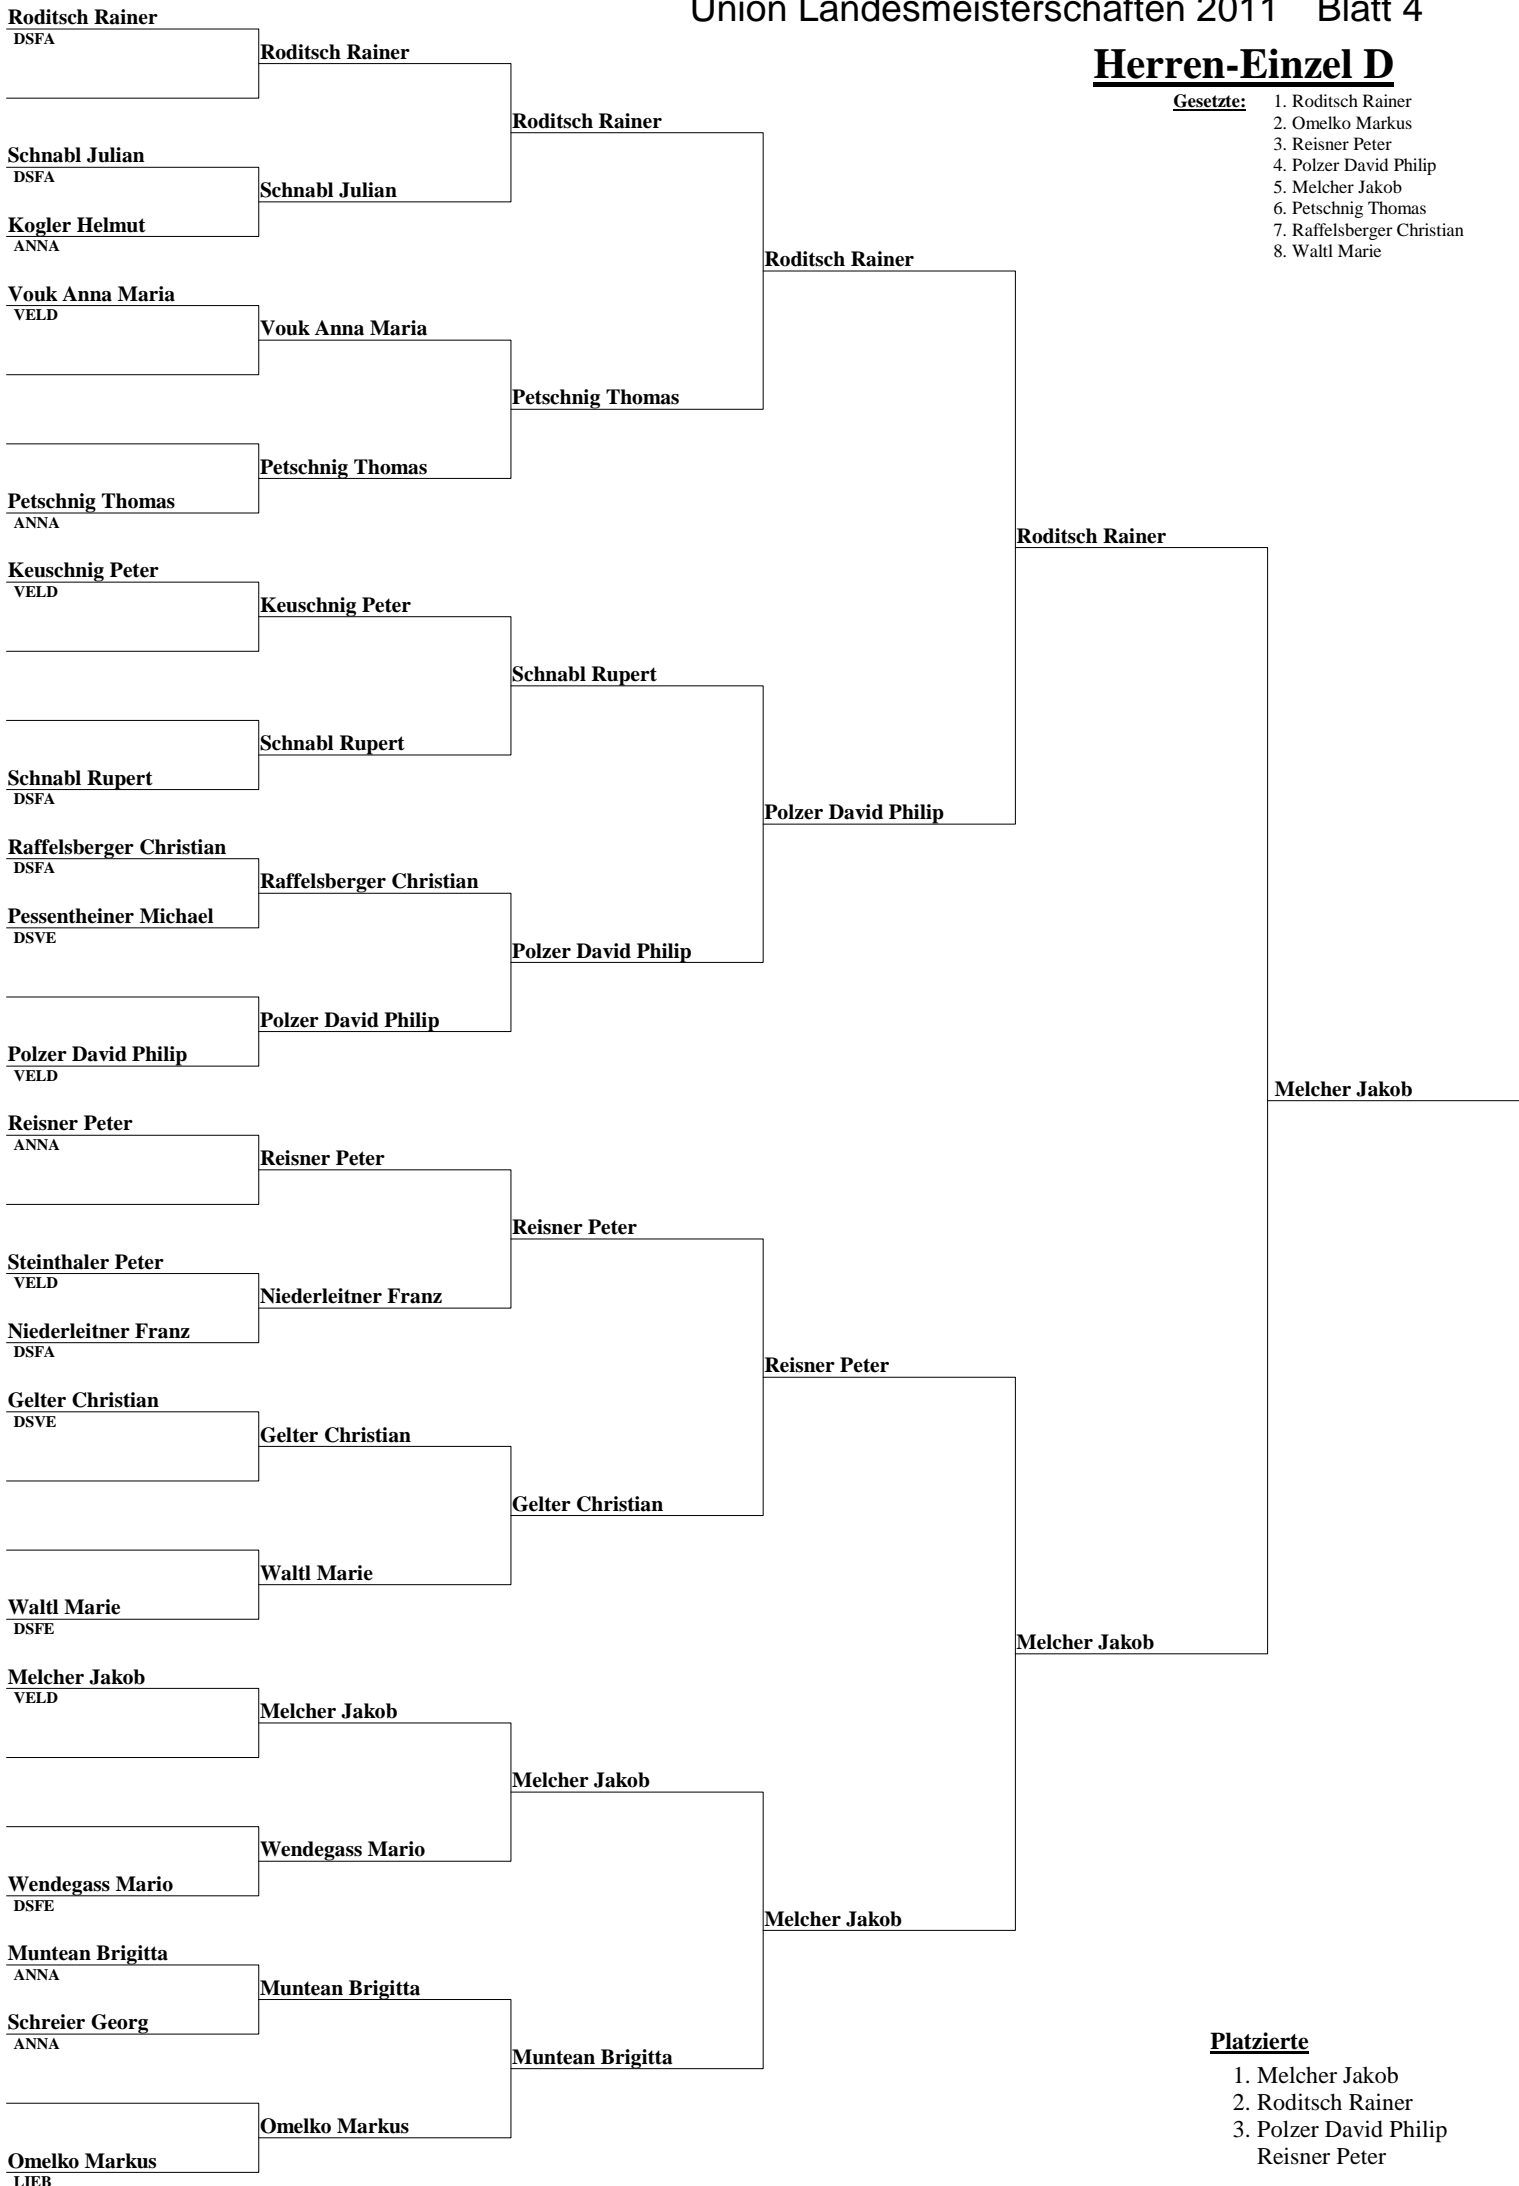 Union Landesmeisterschaften 2011 Blatt 4
Herren-Einzel D
Gesetzte:
1. Roditsch Rainer
2. Omelko Markus
3. Reisner Peter
4. Polzer David Philip
5. Melcher Jakob
6. Petschnig Thomas
7. Raffelsberger Christian
8. Waltl Marie
Roditsch Rainer
DSFA
Schnabl Julian
DSFA
Kogler Helmut
ANNA
Vouk Anna Maria
VELD
Petschnig Thomas
ANNA
Keuschnig Peter
VELD
Schnabl Rupert
DSFA
Raffelsberger Christian
DSFA
Pessentheiner Michael
DSVE
Polzer David Philip
VELD
Reisner Peter
ANNA
Steinthaler Peter
VELD
Niederleitner Franz
DSFA
Gelter Christian
DSVE
Waltl Marie
DSFE
Melcher Jakob
VELD
Wendegass Mario
DSFE
Muntean Brigitta
ANNA
Schreier Georg
ANNA
Omelko Markus
LIEB
Roditsch Rainer
Schnabl Julian
Vouk Anna Maria
Petschnig Thomas
Keuschnig Peter
Schnabl Rupert
Raffelsberger Christian
Polzer David Philip
Reisner Peter
Niederleitner Franz
Gelter Christian
Waltl Marie
Melcher Jakob
Wendegass Mario
Muntean Brigitta
Omelko Markus
Roditsch Rainer
Petschnig Thomas
Schnabl Rupert
Polzer David Philip
Reisner Peter
Gelter Christian
Melcher Jakob
Muntean Brigitta
Roditsch Rainer
Polzer David Philip
Reisner Peter
Melcher Jakob
Roditsch Rainer
Melcher Jakob
Melcher Jakob
Platzierte
1. Melcher Jakob
2. Roditsch Rainer
3. Polzer David Philip
Reisner Peter